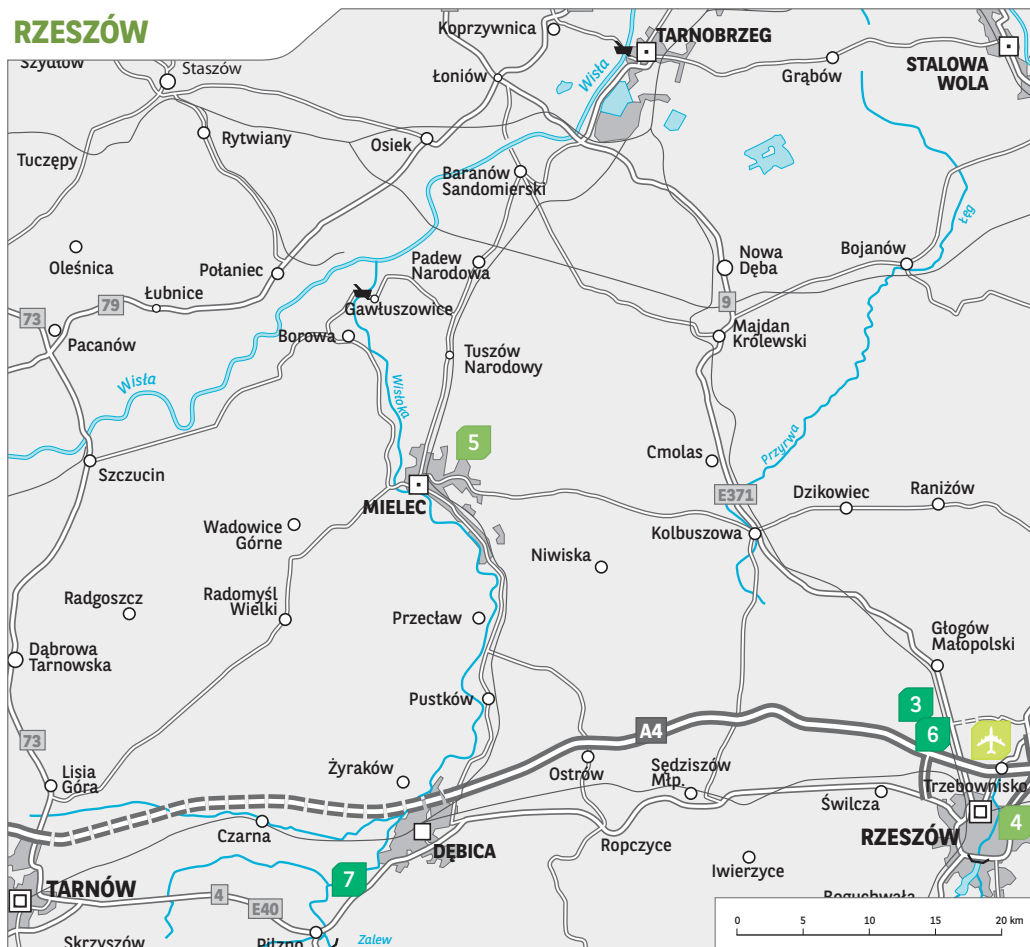 RZESZÓW
Koprzywnica
TARNOBRZEG
STALOWA
WOLA
Szydłów
Staszów
Łoniów
Wisła
Grąbów
Tuczępy
Rytwiany
Osiek
Baranów
Sandomierski
Łęg
Oleśnica
Połaniec
Padew
Narodowa
Nowa
Dęba
Bojanów
Łubnice
Gawłuszowice
79
73
9
Pacanów
Borowa
Majdan
Królewski
Tuszów
Narodowy
Wisła
Wisłoka
5
Przyrwa
Szczucin
Cmolas
MIELEC
E371
Dzikowiec
Raniżów
Wadowice
Górne
Kolbuszowa
Niwiska
Radgoszcz
Radomyśl
Wielki
Przecław
Głogów
Małopolski
Dąbrowa
Tarnowska
Pustków
3
6
73
A4
Lisia
Góra
Żyraków
Ostrów
Sędziszów
Młp.
Trzebownisko
Świlcza
Czarna
DĘBICA
Ropczyce
RZESZÓW
4
Iwierzyce
7
TARNÓW
4
E40
Boguchwała
Skrzyszów
Pilzno
Zalew
0
5
10
15
20 km